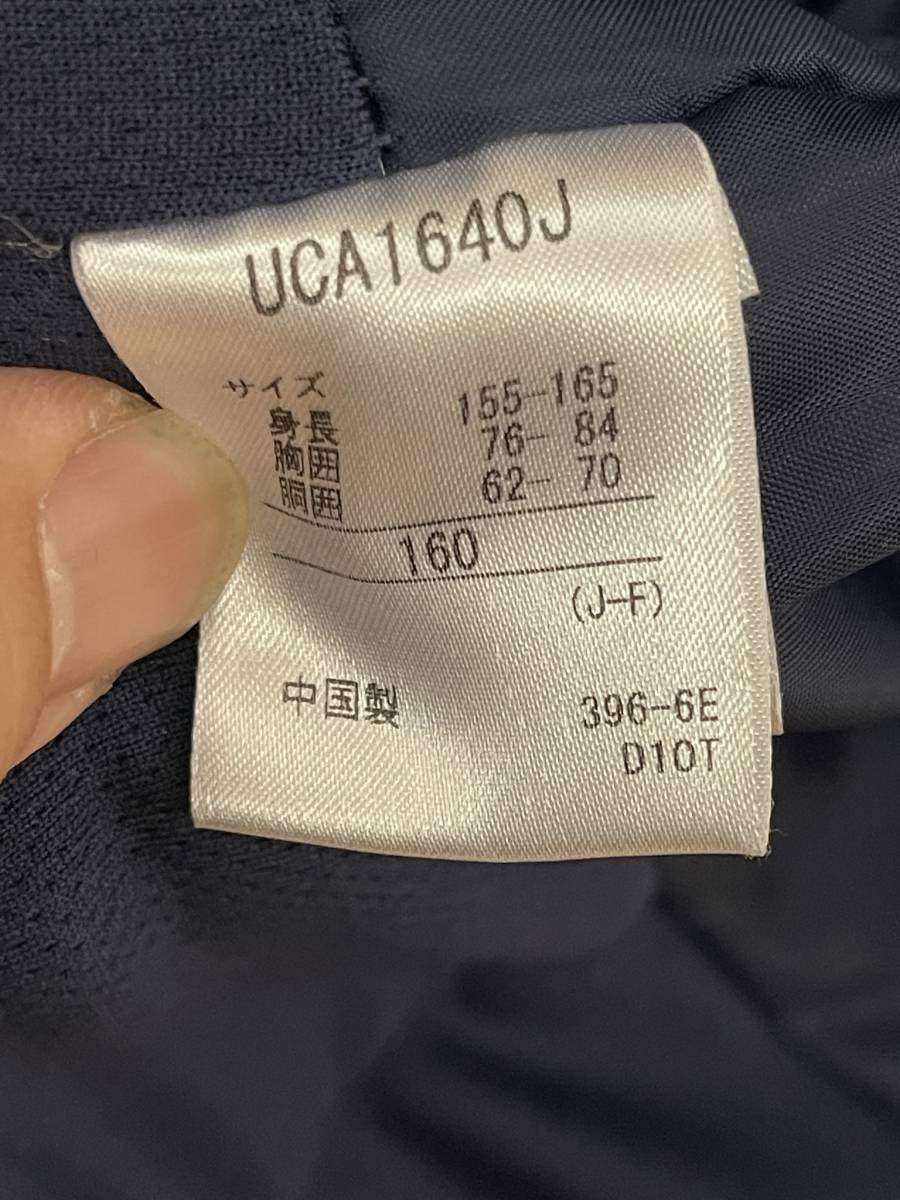 UCA1640J
サイズ
身長 155-165
胸囲 76- 84
胴囲 62- 70
160
(J-F)
中国製 396-6E
D10T